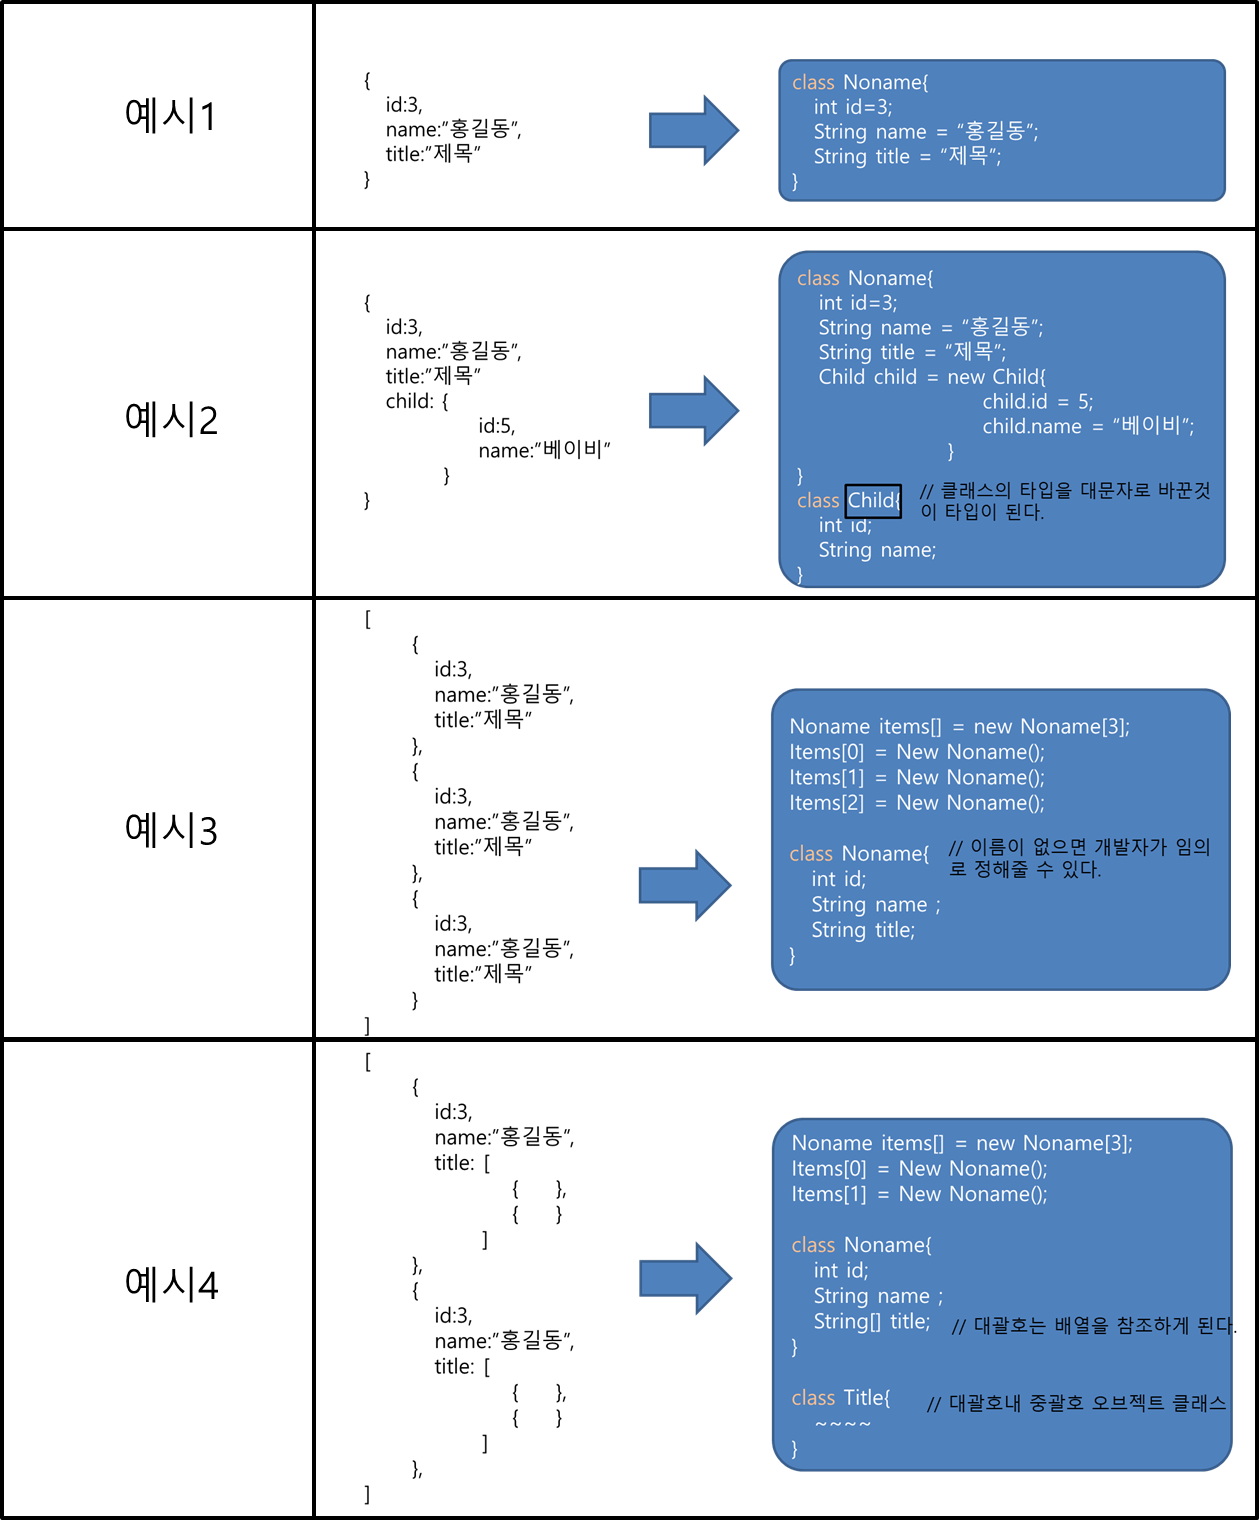 예시1
{
id:3,
name:”홍길동”,
title:”제목”
}
class Noname{
int id=3;
String name = “홍길동”;
String title = “제목”;
}
예시2
{
id:3,
name:”홍길동”,
title:”제목”
child: {
id:5,
name:”베이비”
}
}
class Noname{
int id=3;
String name = “홍길동”;
String title = “제목”;
Child child = new Child{
child.id = 5;
child.name = “베이비”;
}
}
class Child{
// 클래스의 타입을 대문자로 바꾼것
이 타입이 된다.
int id;
String name;
}
예시3
[
{
id:3,
name:”홍길동”,
title:”제목”
},
{
id:3,
name:”홍길동”,
title:”제목”
},
{
id:3,
name:”홍길동”,
title:”제목”
}
]
Noname items[] = new Noname[3];
Items[0] = New Noname();
Items[1] = New Noname();
Items[2] = New Noname();
class Noname{
// 이름이 없으면 개발자가 임의
로 정해줄 수 있다.
int id;
String name ;
String title;
}
예시4
[
{
id:3,
name:”홍길동”,
title: [
{ },
{ }
]
},
{
id:3,
name:”홍길동”,
title: [
{ },
{ }
]
},
]
Noname items[] = new Noname[3];
Items[0] = New Noname();
Items[1] = New Noname();
class Noname{
int id;
String name ;
String[] title; // 대괄호는 배열을 참조하게 된다.
}
class Title{ // 대괄호내 중괄호 오브젝트 클래스
~~~~
}